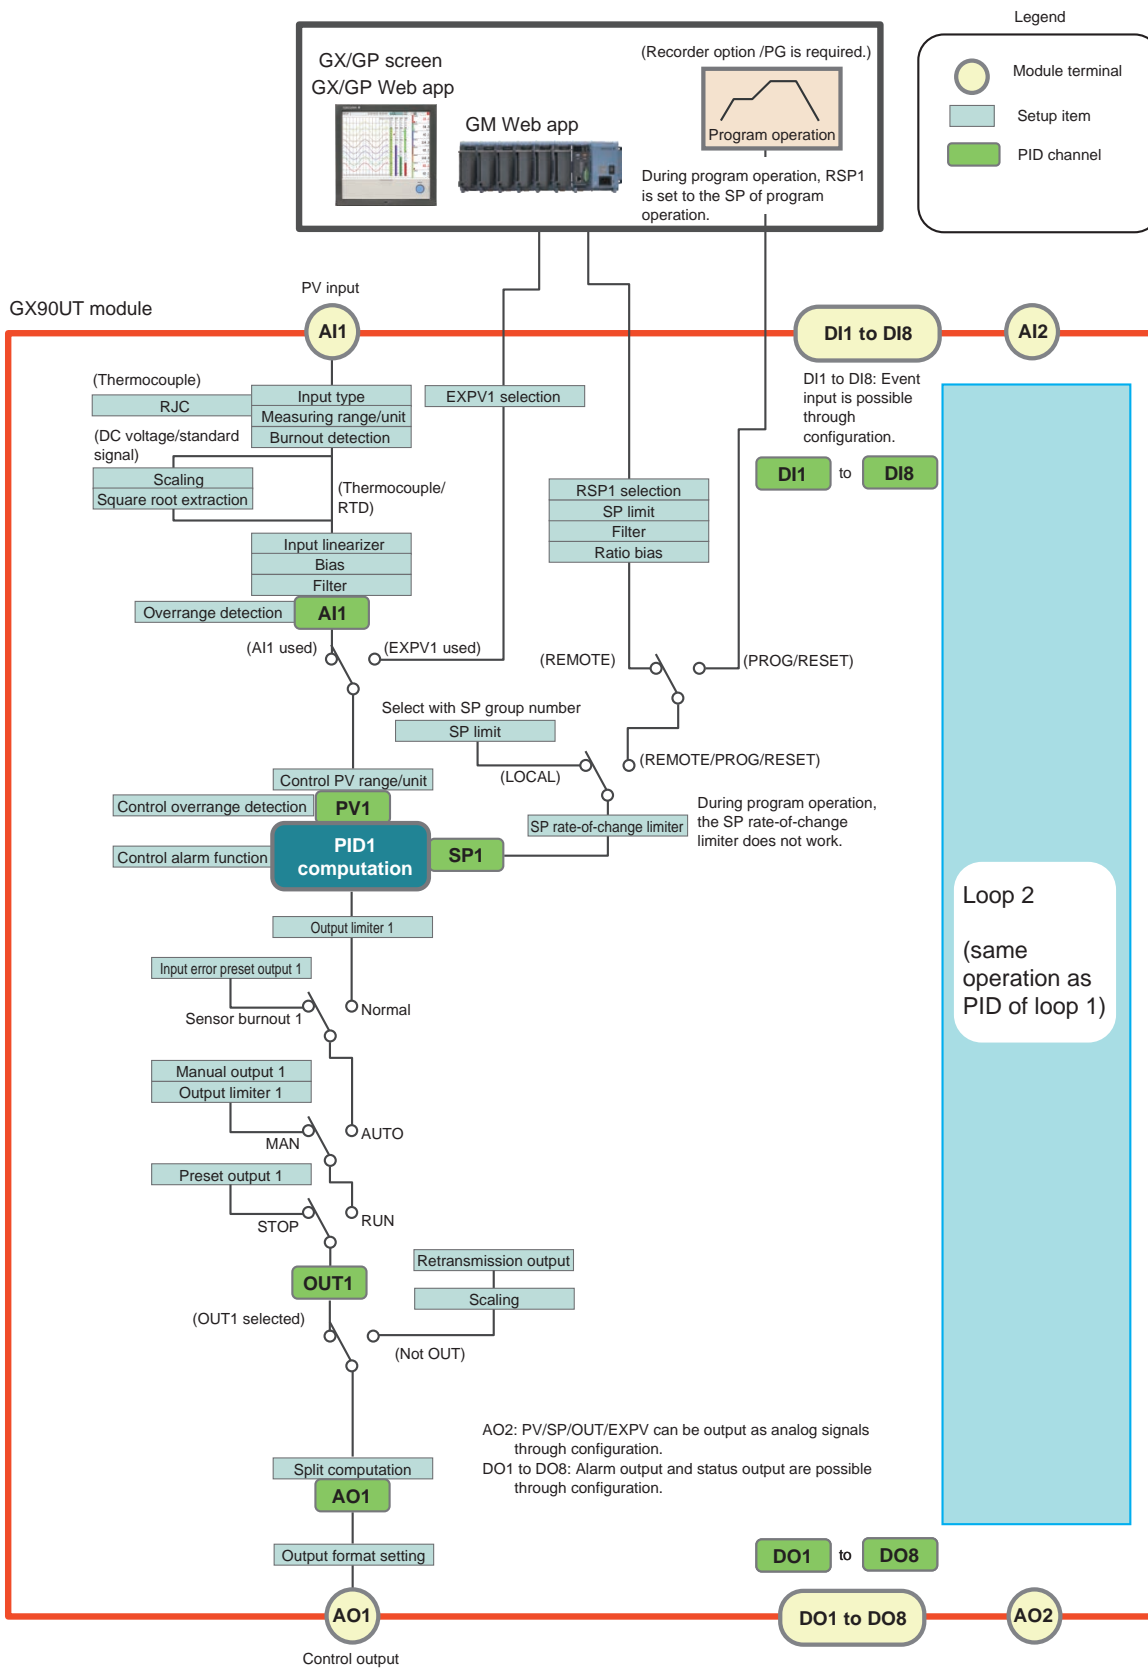 Legend
Module terminal
Setup item
PID channel
GX/GP screen
GX/GP Web app
GM Web app
(Recorder option /PG is required.)
Program operation
During program operation, RSP1
is set to the SP of program
operation.
GX90UT module
PV input
AI1
DI1 to DI8
AI2
(Thermocouple)
RJC
Input type
Measuring range/unit
Burnout detection
EXPV1 selection
DI1 to DI8: Event
input is possible
through
configuration.
DI1
to
DI8
(DC voltage/standard
signal)
Scaling
Square root extraction
(Thermocouple/
RTD)
RSP1 selection
SP limit
Filter
Ratio bias
Input linearizer
Bias
Filter
Overrange detection
AI1
(AI1 used)
(EXPV1 used)
(REMOTE)
(PROG/RESET)
Select with SP group number
SP limit
(LOCAL)
(REMOTE/PROG/RESET)
Control PV range/unit
Control overrange detection
PV1
SP rate-of-change limiter
During program operation,
the SP rate-of-change
limiter does not work.
Control alarm function
PID1
computation
SP1
Loop 2
(same
operation as
PID of loop 1)
Output limiter 1
Input error preset output 1
Sensor burnout 1
Normal
Manual output 1
Output limiter 1
MAN
AUTO
Preset output 1
STOP
RUN
OUT1
Retransmission output
Scaling
(OUT1 selected)
(Not OUT)
AO2: PV/SP/OUT/EXPV can be output as analog signals
through configuration.
DO1 to DO8: Alarm output and status output are possible
through configuration.
Split computation
AO1
Output format setting
DO1
to
DO8
AO1
DO1 to DO8
AO2
Control output